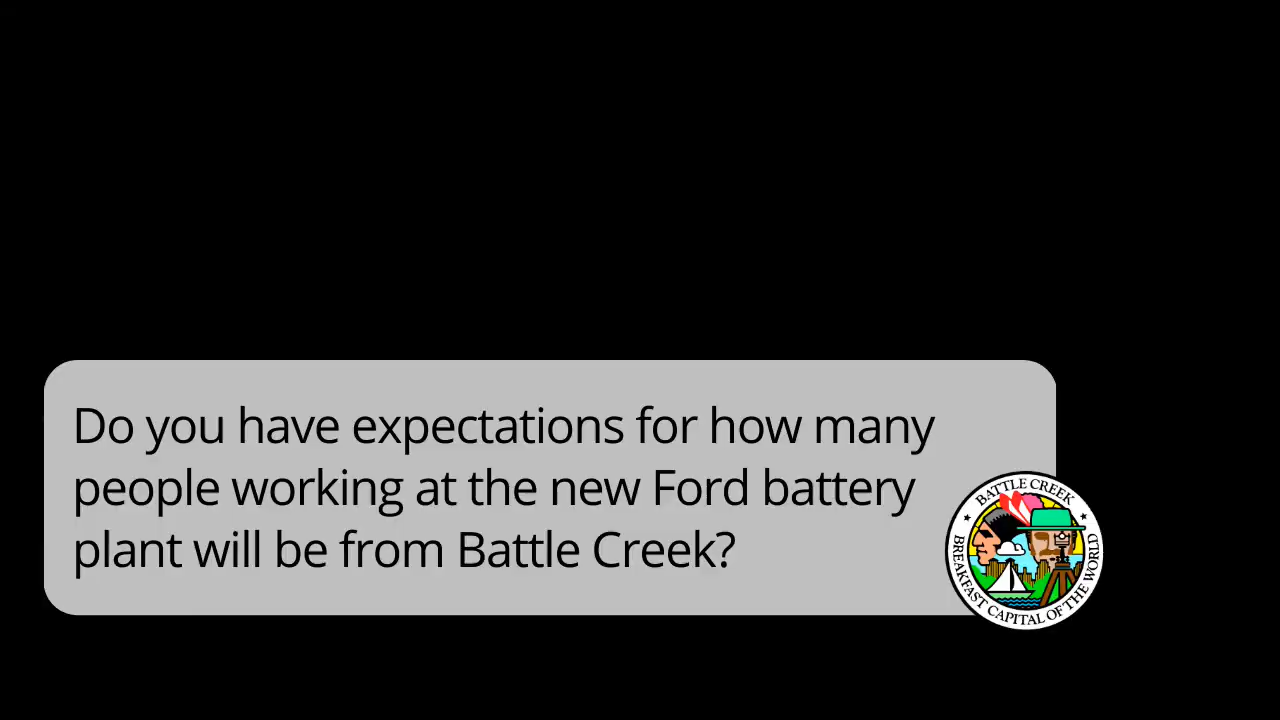 Do you have expectations for how many
people working at the new Ford battery
plant will be from Battle Creek?
BATTLE CREEK
BREAKFAST CAPITAL OF THE WORLD